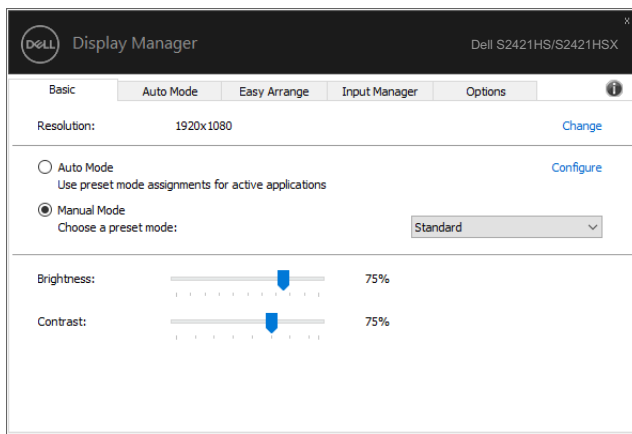 DELL Display Manager Dell S2421HS/S2421HSX
Basic Auto Mode Easy Arrange Input Manager Options
Resolution: 1920x1080 Change
Auto Mode Configure
Use preset mode assignments for active applications
Manual Mode
Choose a preset mode: Standard
Brightness: 75%
Contrast: 75%